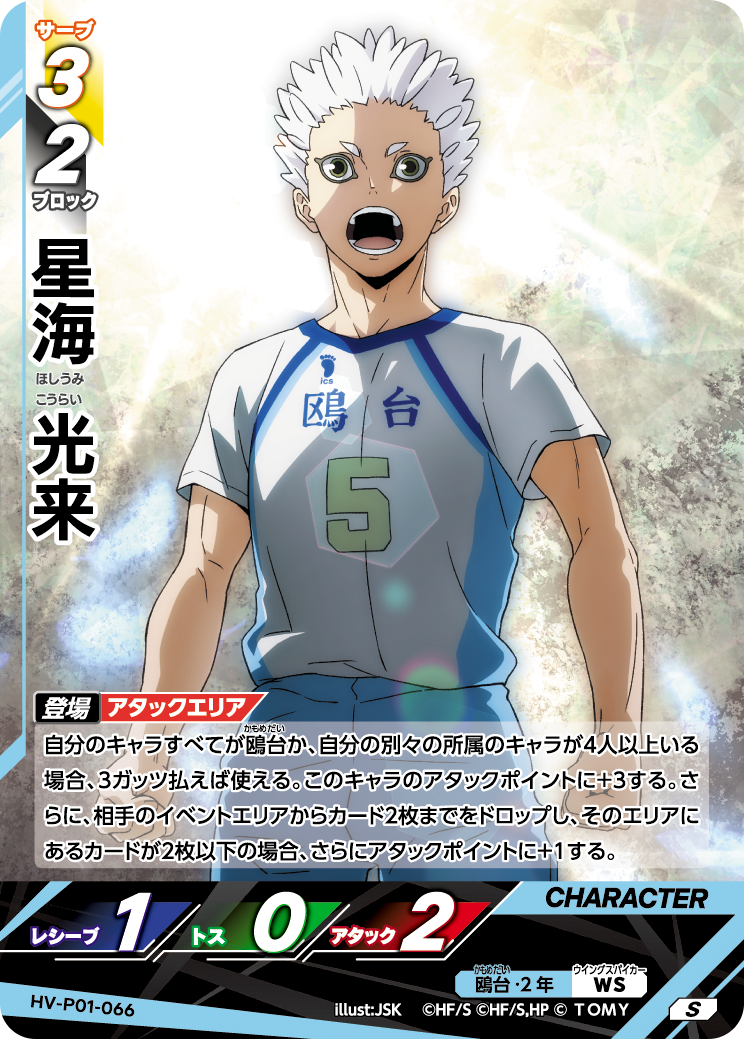 サーブ
3
2
ブロック
星海
ほしうみ
こうらい
光来
ics
鴎台
5
登場 アタックエリア
かもめだい
自分のキャラすべてが鴎台か、自分の別々の所属のキャラが4人以上いる
場合、3ガッツ払えば使える。このキャラのアタックポイントに+3する。さ
らに、相手のイベントエリアからカード2枚までをドロップし、そのエリアに
あるカードが2枚以下の場合、さらにアタックポイントに+1する。
レシーブ 1 トス 0 アタック 2
CHARACTER
かもめだい ウイングスパイカー
鴎台・2年 WS
HV-P01-066 illust:JSK ©HF/S ©HF/S,HP © TOMY S